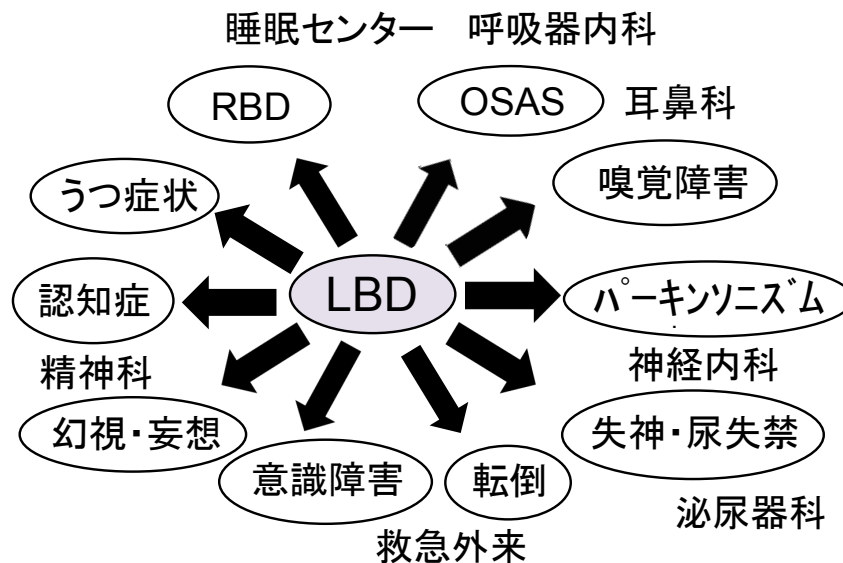 睡眠センター 呼吸器内科
RBD
OSAS
耳鼻科
うつ症状
嗅覚障害
LBD
認知症
パーキンソニズム
精神科
神経内科
幻視・妄想
失神・尿失禁
意識障害
転倒
泌尿器科
救急外来